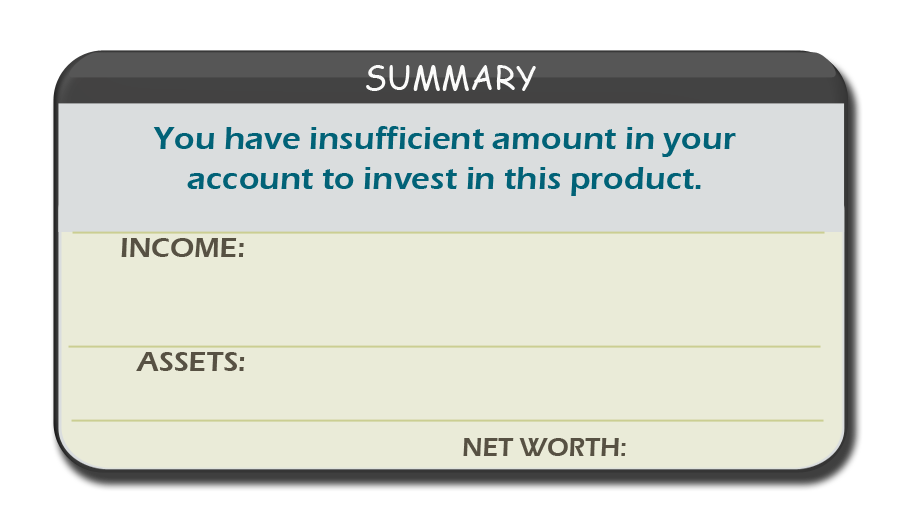 SUMMARY
You have insufficient amount in your
account to invest in this product.
INCOME:
ASSETS:
NET WORTH: